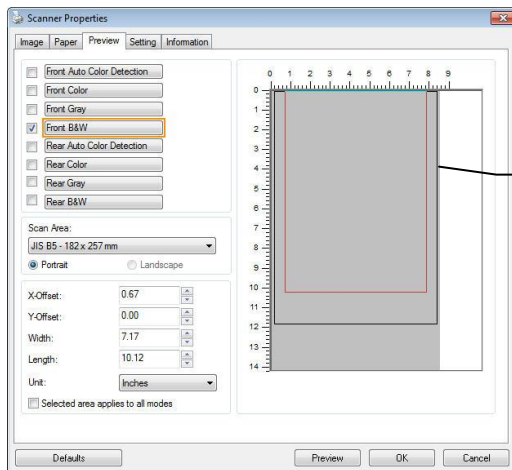 Scanner Properties
Image Paper Preview Setting Information
Front Auto Color Detection
Front Color
Front Gray
Front B&W
Rear Auto Color Detection
Rear Color
Rear Gray
Rear B&W
Scan Area:
JIS B5 - 182 x 257 mm
Portrait Landscape
X-Offset: 0.67
Y-Offset: 0.00
Width: 7.17
Length: 10.12
Unit: Inches
Selected area applies to all modes
0 1 2 3 4 5 6 7 8 9
0
1
2
3
4
5
6
7
8
9
10
11
12
13
14
Defaults Preview OK Cancel